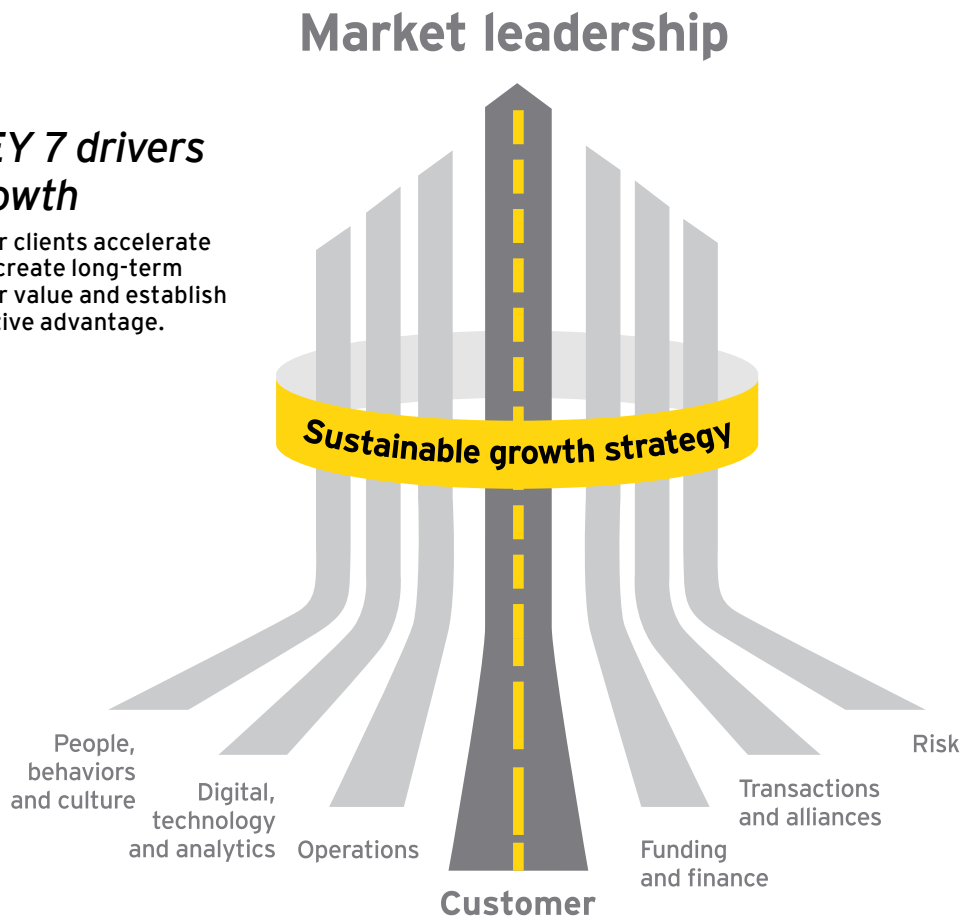 Market leadership
EY 7 drivers
owth
r clients accelerate
create long-term
r value and establish
tive advantage.
Sustainable growth strategy
People,
behaviors
and culture
Digital,
technology
and analytics
Operations
Customer
Funding
and finance
Transactions
and alliances
Risk